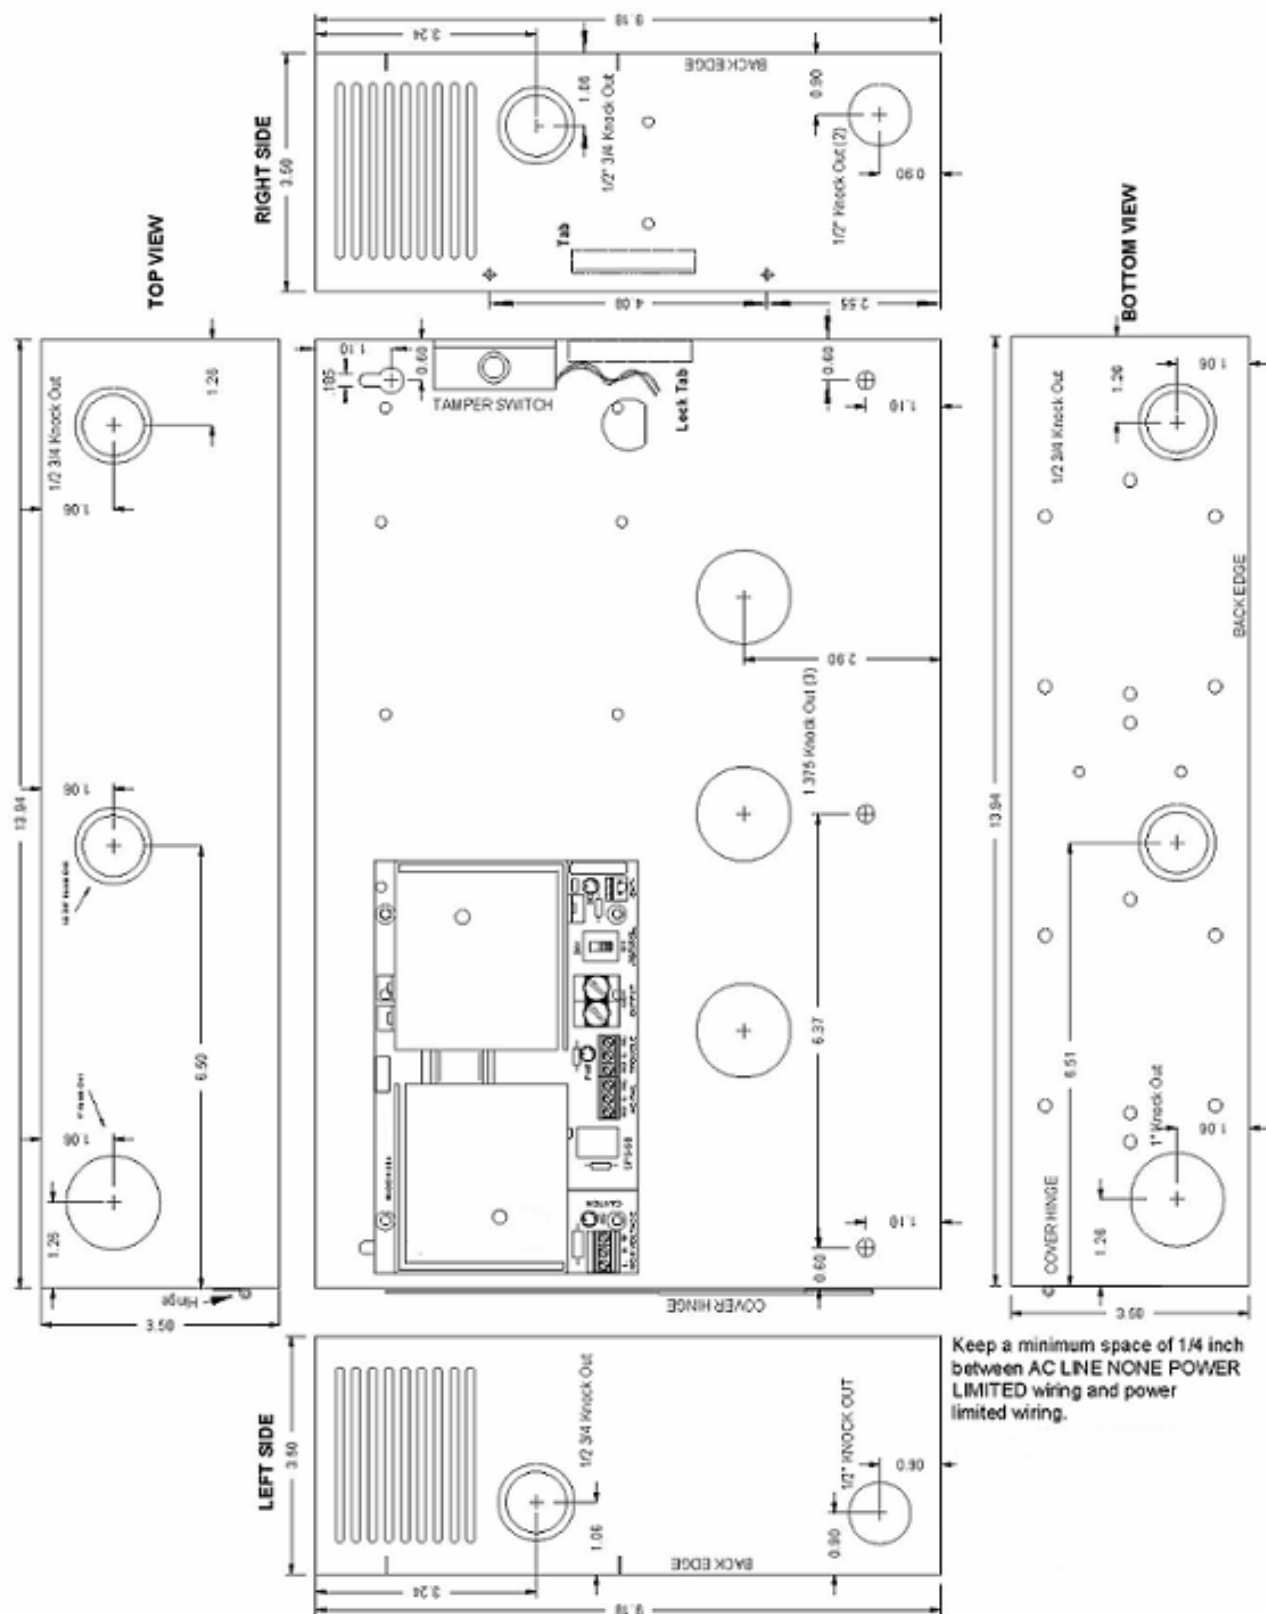 9.18
3.24
BACK EDGE
1.06
0.90
RIGHT SIDE
3.50
1/2" 3/4 Knock Out
1/2" Knock Out (2)
0.90
Tab
4.08
2.55
TOP VIEW
BOTTOM VIEW
1.26
1/2 3/4 Knock Out
1.06
13.94
1.06
6.50
1.06
1.26
Hinge
3.50
1.10
.185
0.60
TAMPER SWITCH
Lock Tab
0.60
1.10
2.90
1.375 Knock Out (3)
6.37
1.10
0.60
COVER HINGE
1.26
1.06
1/2 3/4 Knock Out
BACK EDGE
13.94
6.51
1" Knock Out
1.06
COVER HINGE
1.26
3.50
Keep a minimum space of 1/4 inch
between AC LINE NONE POWER
LIMITED wiring and power
limited wiring.
LEFT SIDE
3.50
1/2 3/4 Knock Out
1/2" KNOCK OUT
0.90
1.06
0.90
BACK EDGE
3.24
9.18